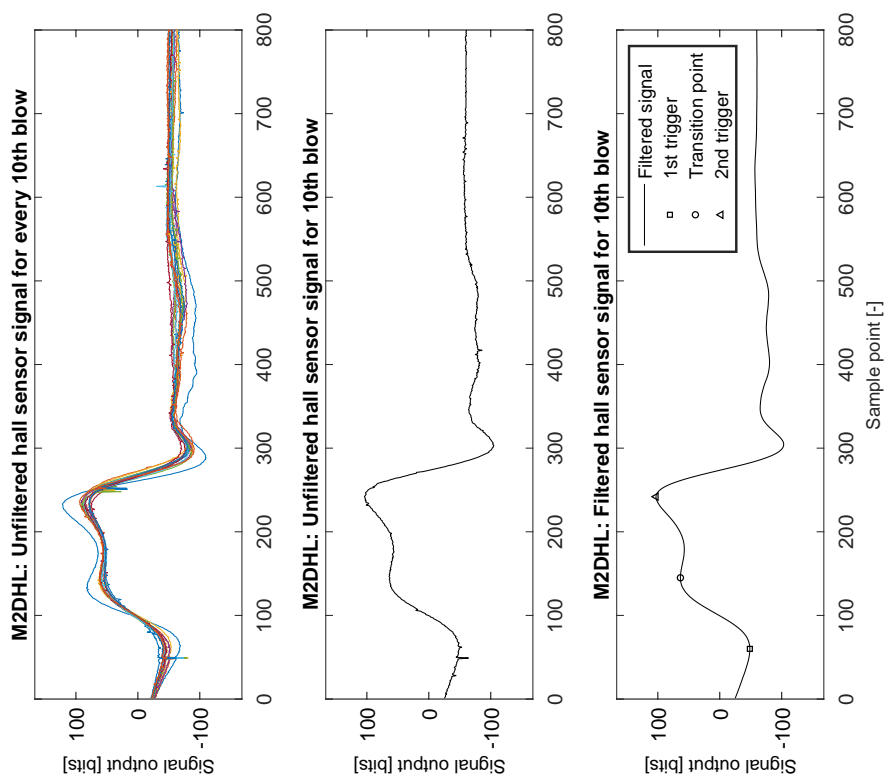 M2DHL: Unfiltered hall sensor signal for every 10th blow
Signal output [bits]
100
0
-100
0 100 200 300 400 500 600 700 800
M2DHL: Unfiltered hall sensor signal for 10th blow
Signal output [bits]
100
0
-100
0 100 200 300 400 500 600 700 800
M2DHL: Filtered hall sensor signal for 10th blow
Signal output [bits]
100
0
-100
Filtered signal
1st trigger
Transition point
2nd trigger
0 100 200 300 400 500 600 700 800
Sample point [-]